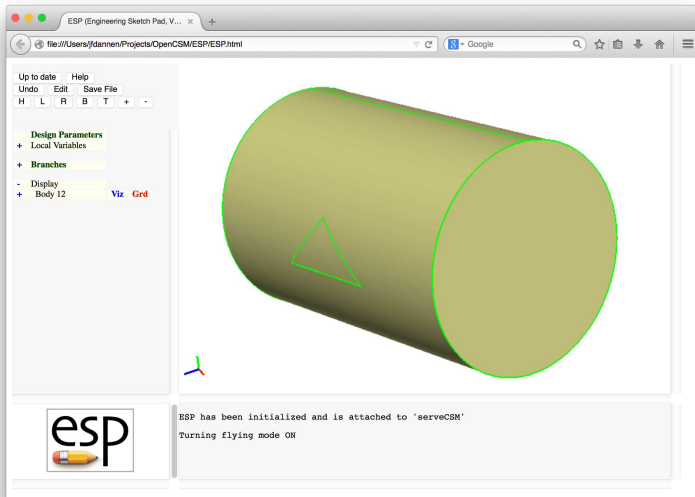 ESP (Engineering Sketch Pad, V... × +
file:///Users/jfdannen/Projects/OpenCSM/ESP/ESP.html
Google
Up to date Help
Undo Edit Save File
H L R B T + -
Design Parameters
+ Local Variables
+ Branches
- Display
+ Body 12 Viz Grd
esp
ESP has been initialized and is attached to 'serveCSM'
Turning flying mode ON